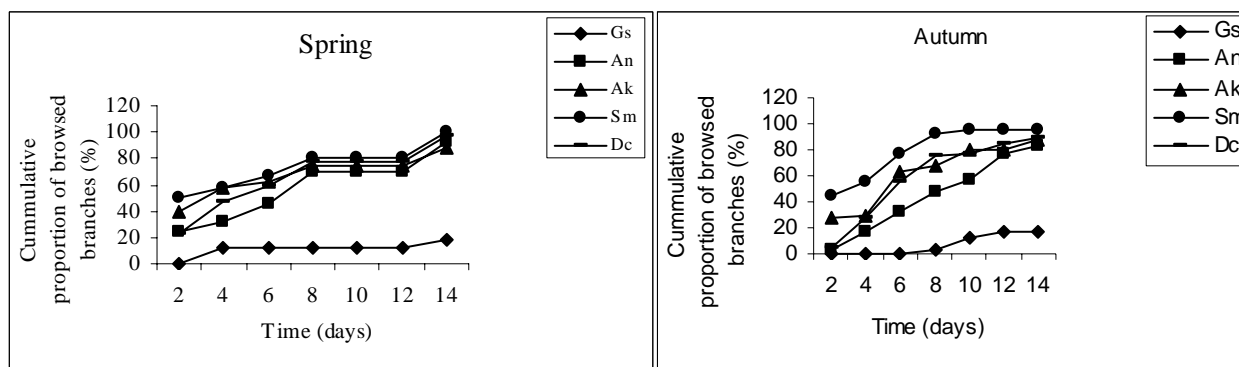 Spring
Gs
An
Ak
Sm
Dc
Cummulative
proportion of browsed
branches (%)
120
100
80
60
40
20
0
2 4 6 8 10 12 14
Time (days)
Autumn
Gs
An
Ak
Sm
Dc
Cummulative
proportion of browsed
branches (%)
120
100
80
60
40
20
0
2 4 6 8 10 12 14
Time (days)